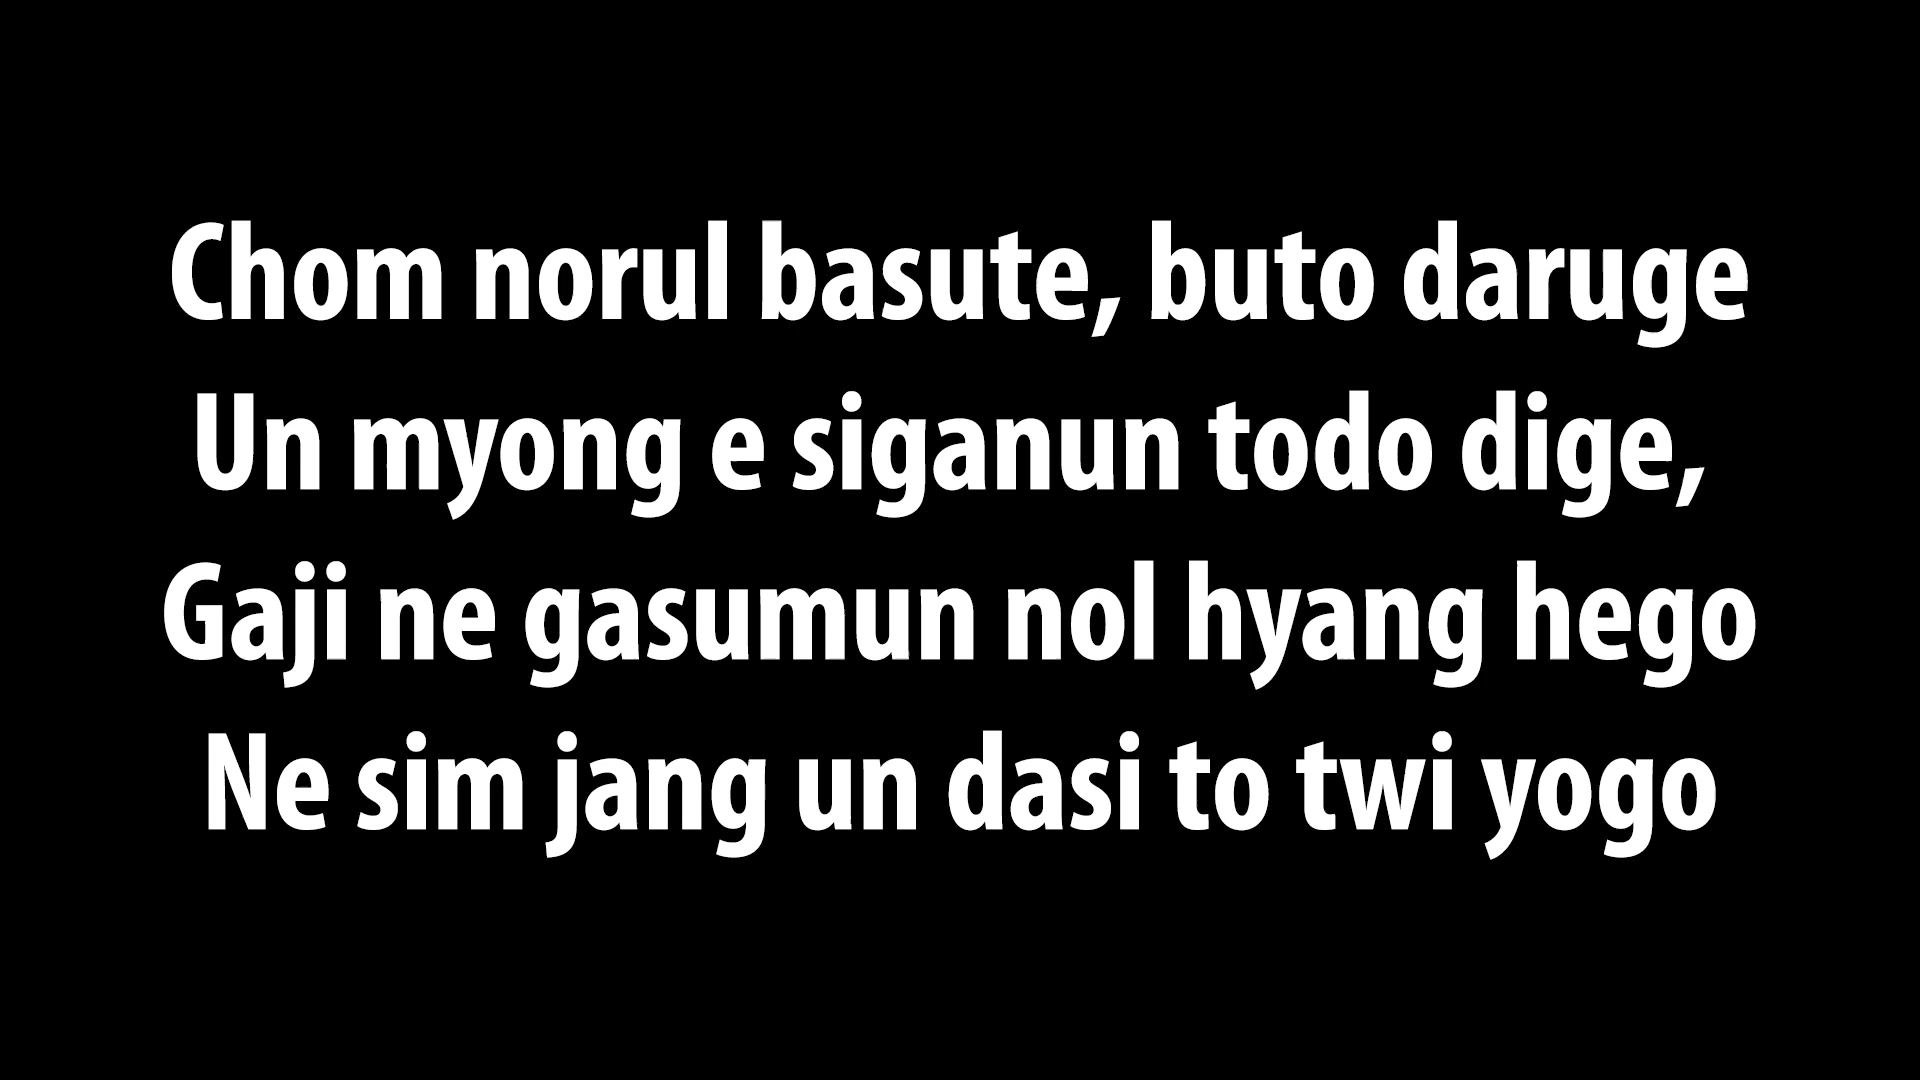 Chom norul basute, buto daruge
Un myong e siganun todo dige,
Gaji ne gasumun nol hyang hego
Ne sim jang un dasi to twi yogo